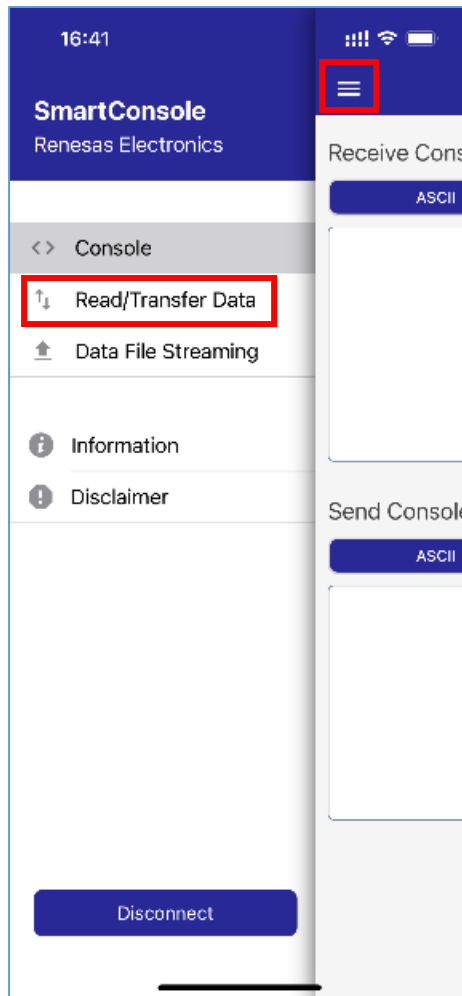 16:41
SmartConsole
Renesas Electronics
Console
Read/Transfer Data
Data File Streaming
Information
Disclaimer
Disconnect
Receive Cons
ASCII
Send Console
ASCII